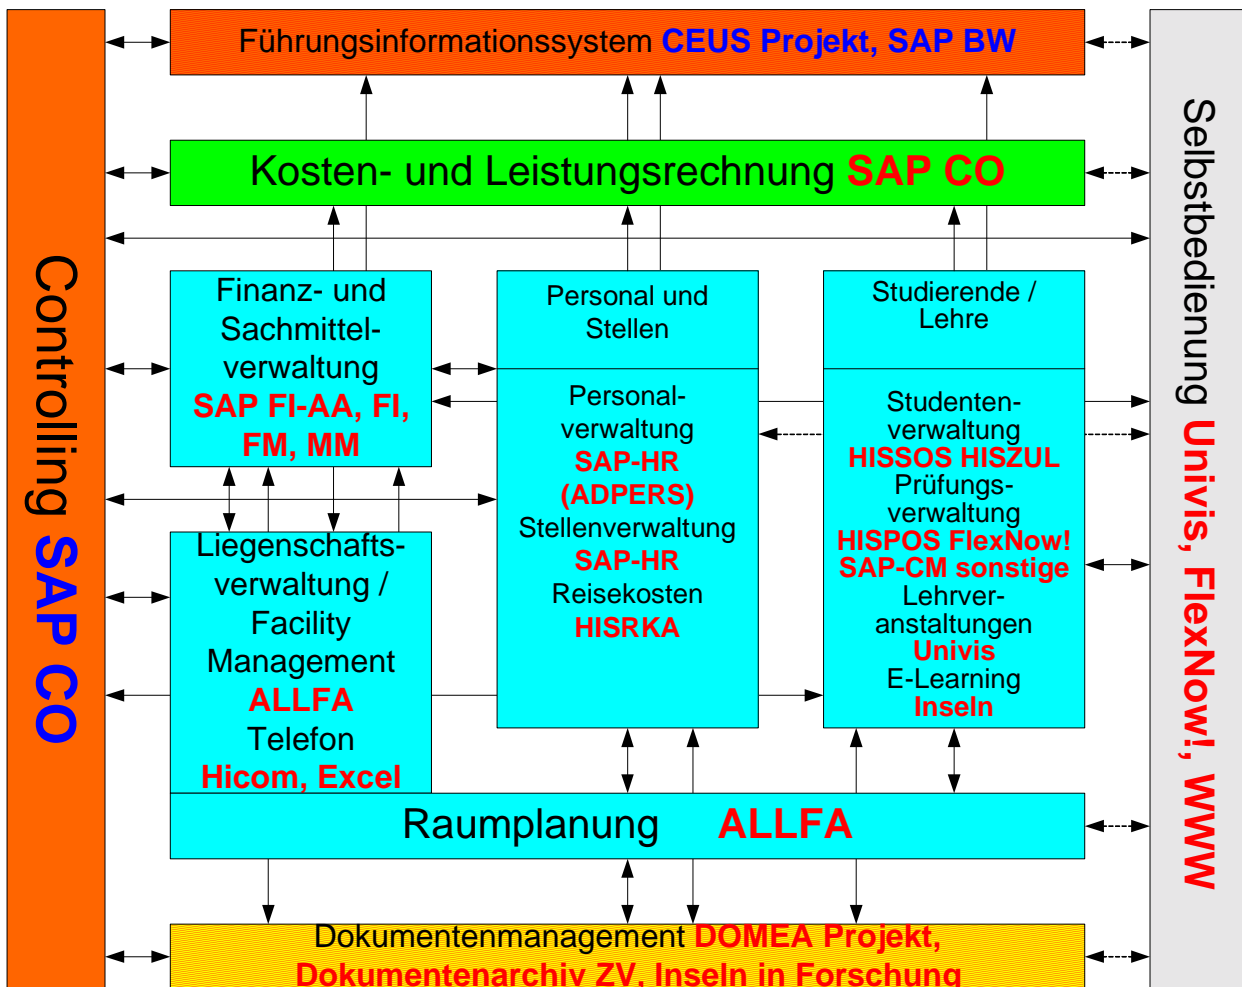 Führungsinformationssystem CEUS Projekt, SAP BW
Kosten- und Leistungsrechnung SAP CO
Controlling SAP CO
Finanz- und
Sachmittel-
verwaltung
SAP FI-AA, FI,
FM, MM
Personal und
Stellen
Personal-
verwaltung
SAP-HR
(ADPERS)
Stellenverwaltung
SAP-HR
Reisekosten
HISRKA
Studierende /
Lehre
Studenten-
verwaltung
HISSOS HISZUL
Prüfungs-
verwaltung
HISPOS FlexNow!
SAP-CM sonstige
Lehrver-
anstaltungen
Univis
E-Learning
Inseln
Liegenschafts-
verwaltung /
Facility
Management
ALLFA
Telefon
Hicom, Excel
Raumplanung ALLFA
Dokumentenmanagement DOMEA Projekt,
Dokumentenarchiv ZV, Inseln in Forschung
Selbstbedienung Univis, FlexNow!, WWW